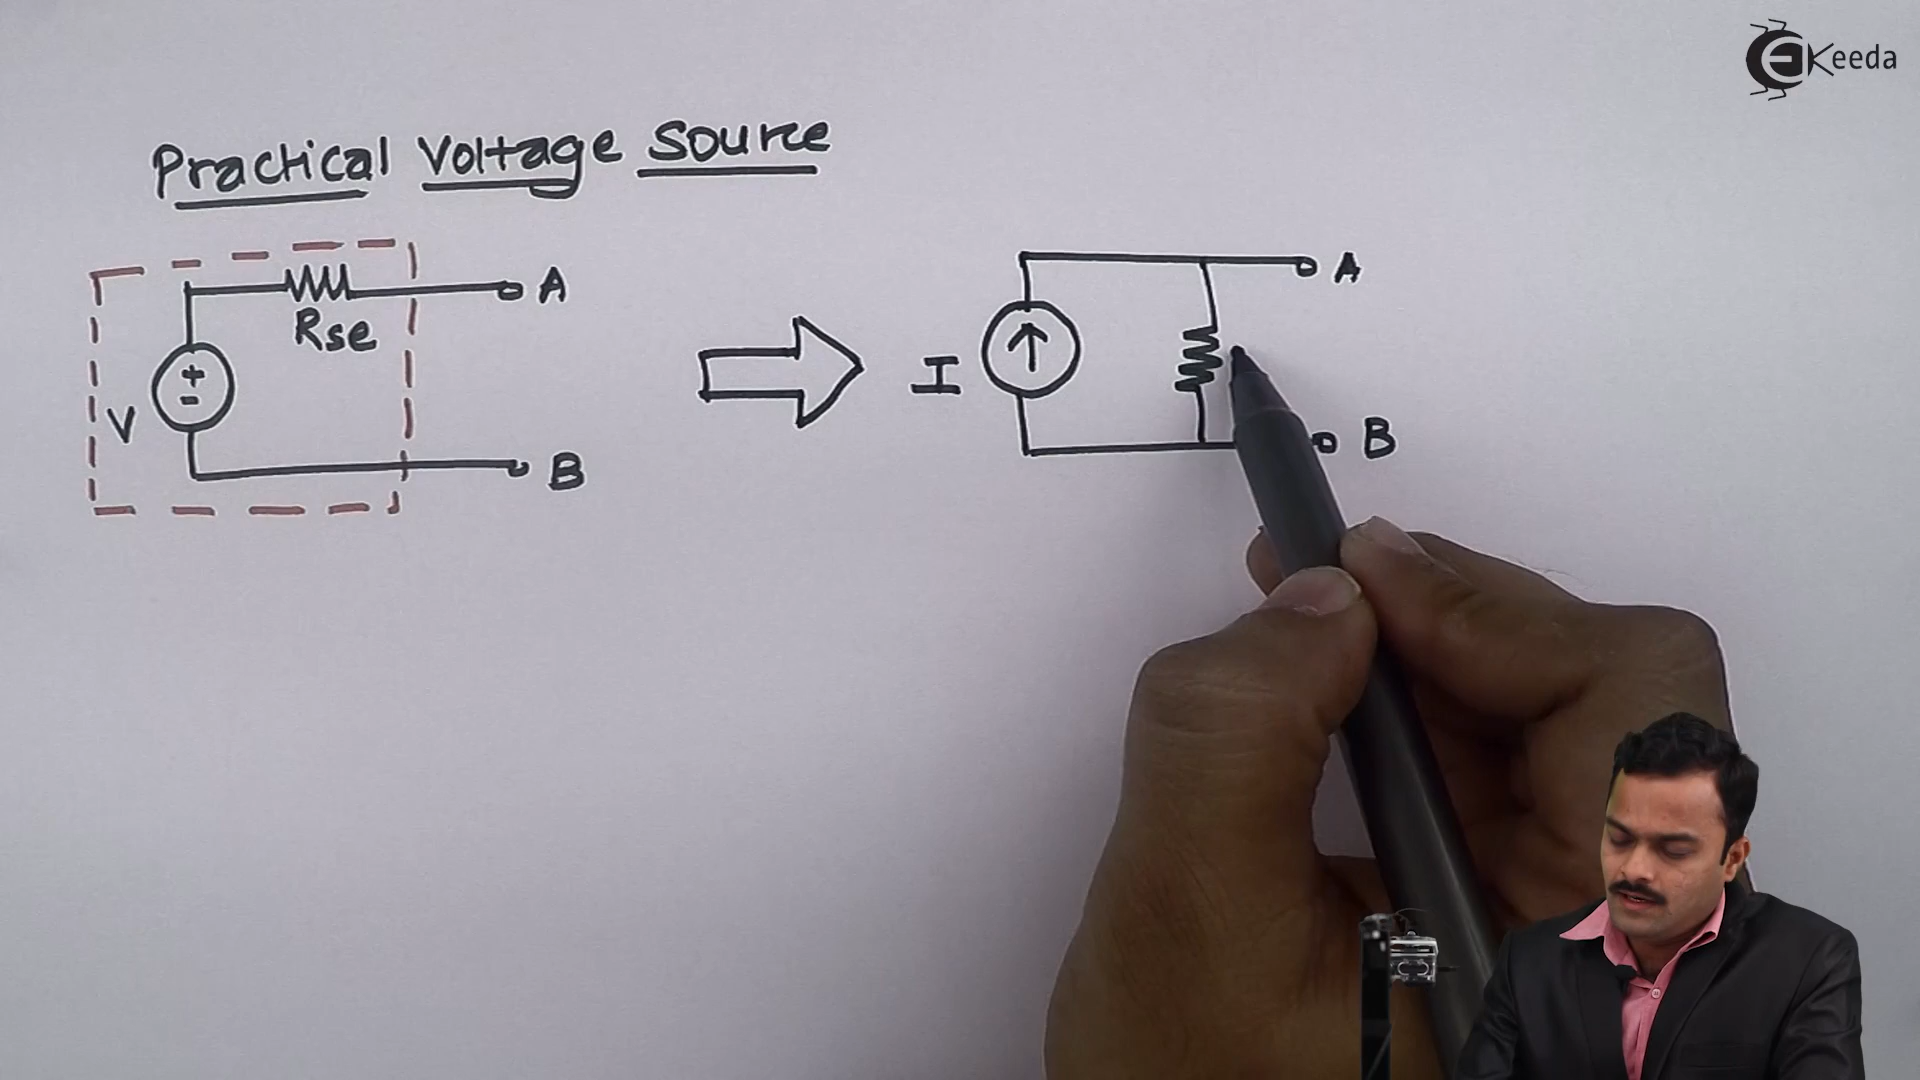 Practical Voltage Source
Rse
A
V
+
-
B
I
A
B
EKeeda